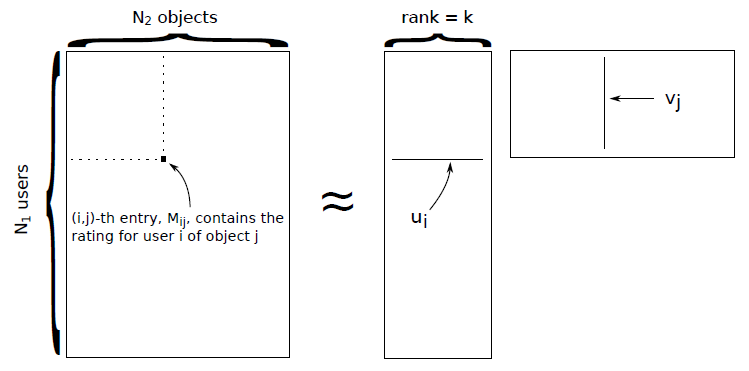 N₂ objects
rank = k
N₁ users
(i,j)-th entry, Mᵢⱼ, contains the
rating for user i of object j
≈
uᵢ
vⱼ